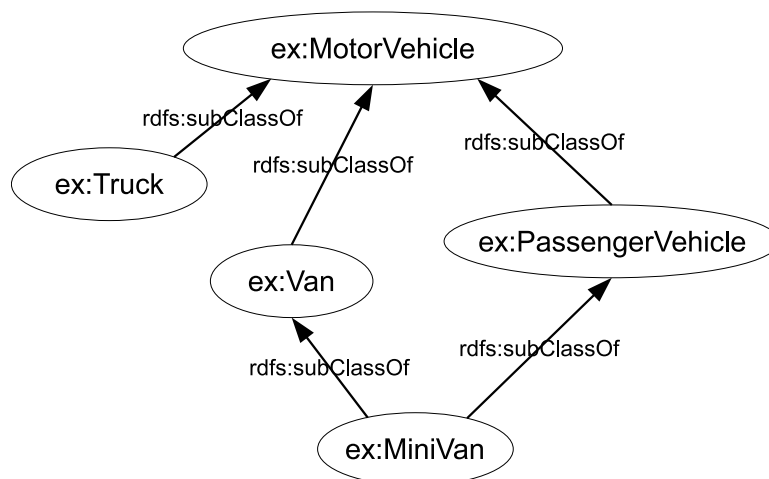 ex:MotorVehicle
rdfs:subClassOf
rdfs:subClassOf
rdfs:subClassOf
ex:Truck
ex:PassengerVehicle
ex:Van
rdfs:subClassOf
rdfs:subClassOf
ex:MiniVan